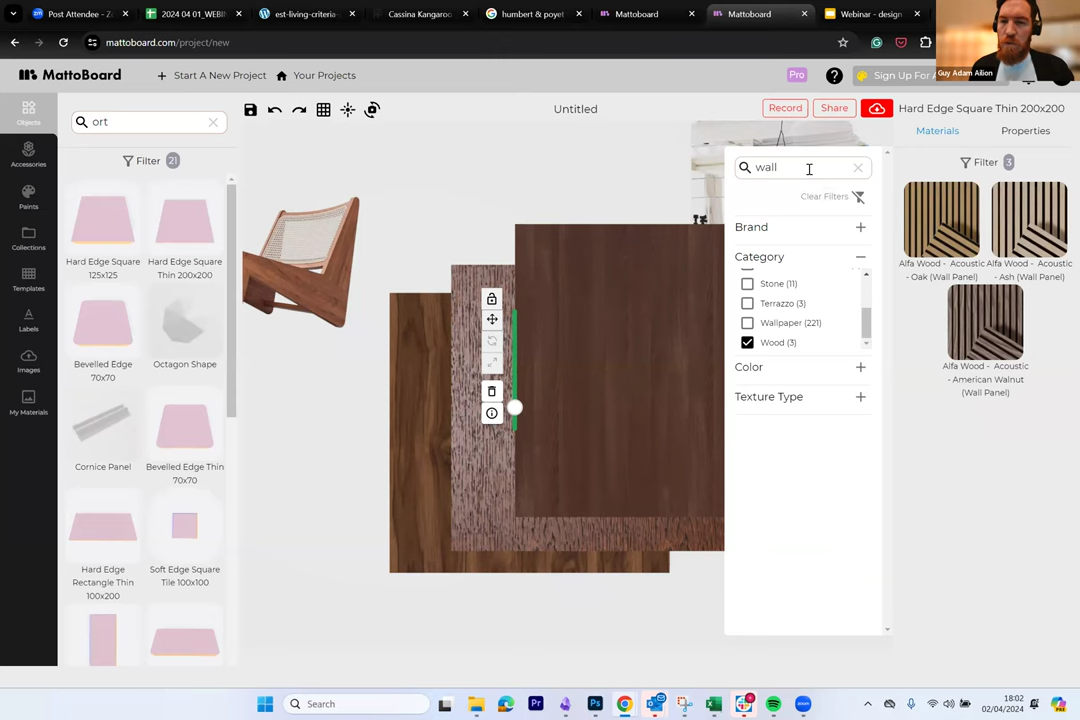 Post Attendee - Z
2024 04 01_WEBI
est-living-criteria-
Cassina Kangaroo
humbert & poyet
Mattoboard
Mattoboard
Webinar - design
mattoboard.com/project/new
Guy Adam Ailion
MattoBoard
Start A New Project
Your Projects
Pro
Sign Up For
Objects
Accessories
Paints
Collections
Templates
Labels
Images
My Materials
ort
Filter 21
Hard Edge Square 125x125
Hard Edge Square Thin 200x200
Bevelled Edge 70x70
Octagon Shape
Cornice Panel
Bevelled Edge Thin 70x70
Hard Edge Rectangle Thin 100x200
Soft Edge Square Tile 100x100
Untitled
Record
Share
wall
Clear Filters
Brand
Category
Stone (11)
Terrazzo (3)
Wallpaper (221)
Wood (3)
Color
Texture Type
Hard Edge Square Thin 200x200
Materials
Properties
Filter 3
Alfa Wood - Acoustic - Oak (Wall Panel)
Alfa Wood - Acoustic - Ash (Wall Panel)
Alfa Wood - Acoustic - American Walnut (Wall Panel)
Search
18:02
02/04/2024